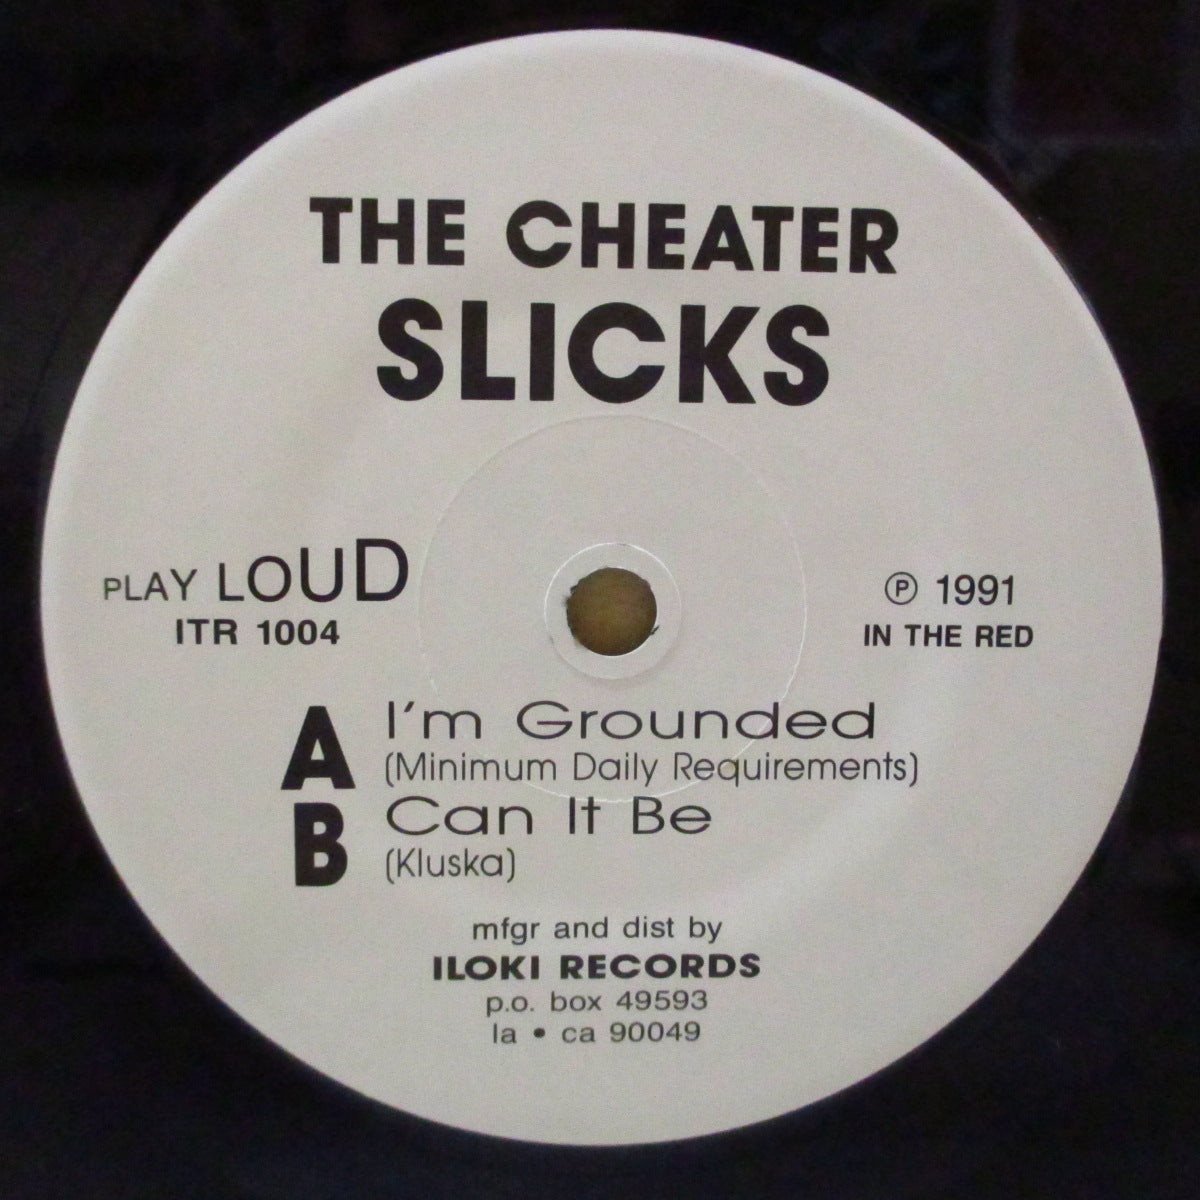 THE CHEATER
SLICKS
PLAY LOUD
ITR 1004
℗ 1991
IN THE RED
A I'm Grounded
(Minimum Daily Requirements)
B Can It Be
(Kluska)
mfgr and dist by
ILOKI RECORDS
p.o. box 49593
la • ca 90049